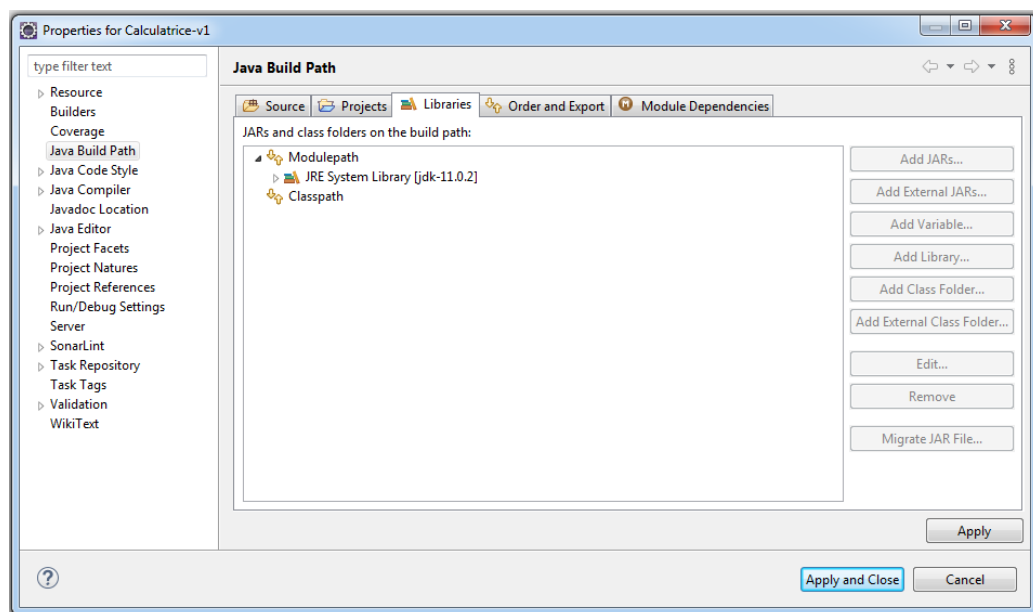 Properties for Calculatrice-v1
type filter text
Resource
Builders
Coverage
Java Build Path
Java Code Style
Java Compiler
Javadoc Location
Java Editor
Project Facets
Project Natures
Project References
Run/Debug Settings
Server
SonarLint
Task Repository
Task Tags
Validation
WikiText
Java Build Path
Source Projects Libraries Order and Export Module Dependencies
JARs and class folders on the build path:
Modulepath
JRE System Library [jdk-11.0.2]
Classpath
Add JARs...
Add External JARs...
Add Variable...
Add Library...
Add Class Folder...
Add External Class Folder...
Edit...
Remove
Migrate JAR File...
Apply
Apply and Close Cancel